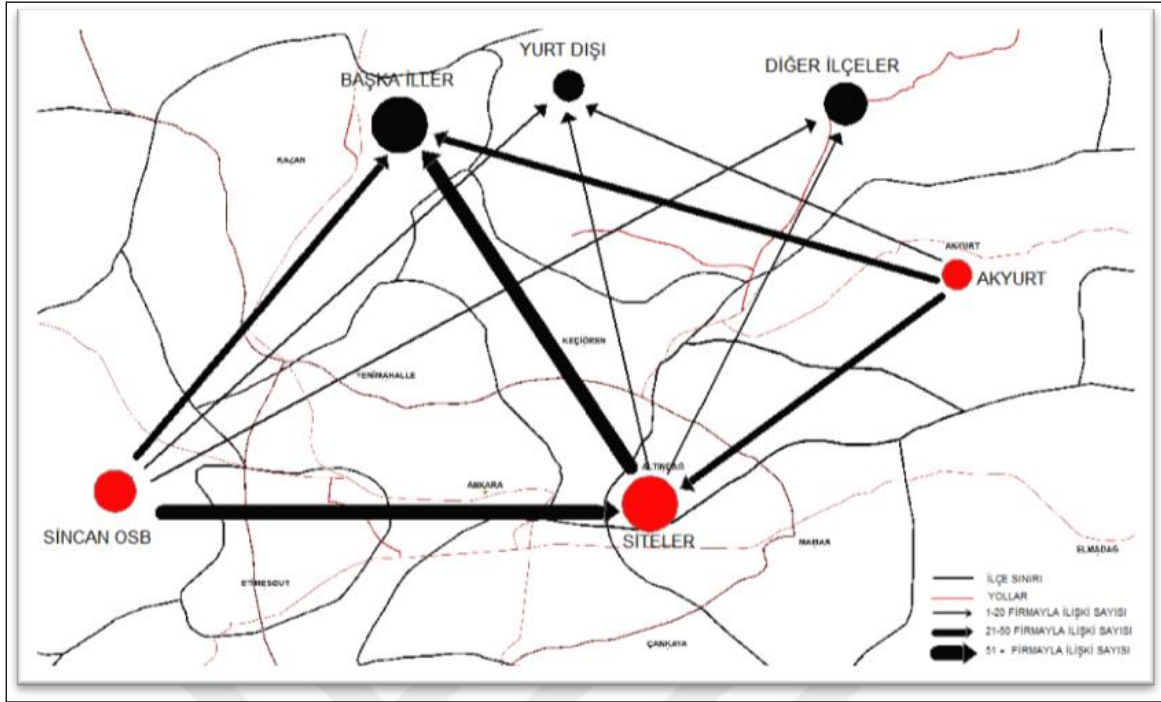 YURT DIŞI
DİĞER İLÇELER
BAŞKA İLLER
KAZAN
AKYURT
AKYURT
KEÇİÖREN
YENİMAHALLE
ALTINDAĞ
ANKARA
SİNCAN OSB
SİTELER
MAMAK
ELMADAĞ
ETİMESGUT
ÇANKAYA
İLÇE SINIRI
YOLLAR
1-20 FİRMAYLA İLİŞKİ SAYISI
21-50 FİRMAYLA İLİŞKİ SAYISI
51 + FİRMAYLA İLİŞKİ SAYISI